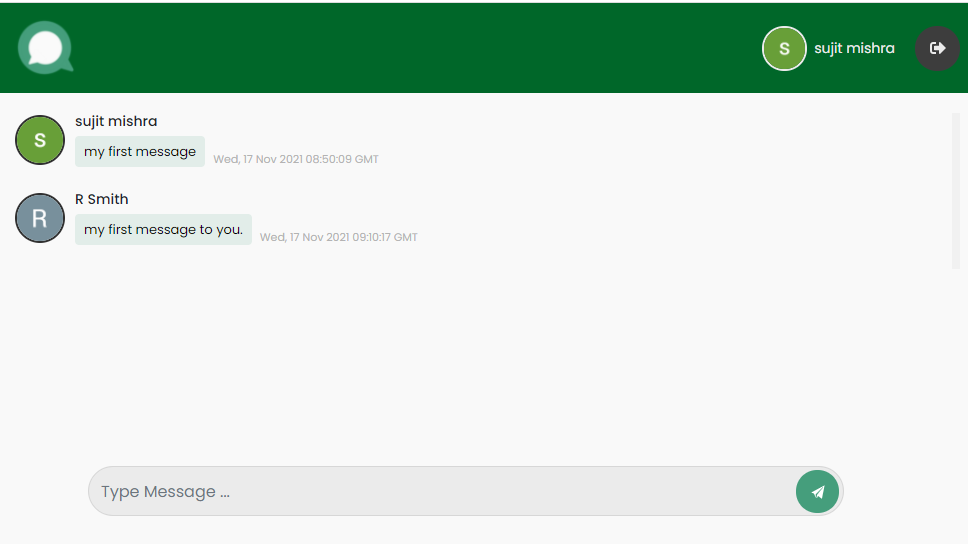 S sujit mishra
sujit mishra
S
my first message Wed, 17 Nov 2021 08:50:09 GMT
R Smith
R
my first message to you. Wed, 17 Nov 2021 09:10:17 GMT
Type Message ...